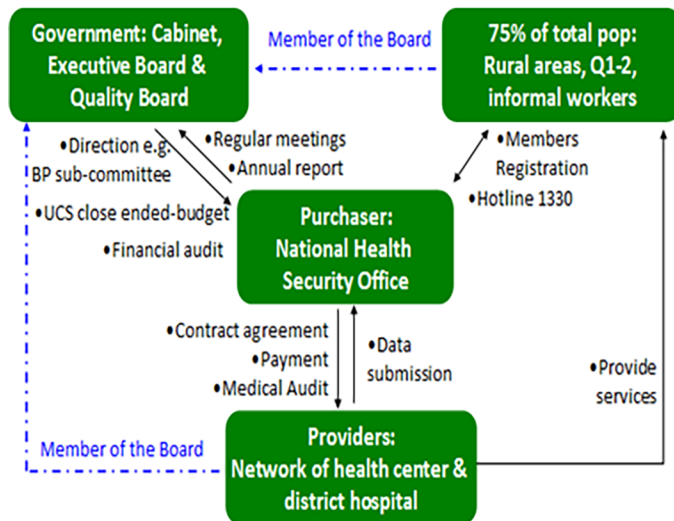 Government: Cabinet,
Executive Board &
Quality Board
Member of the Board
75% of total pop:
Rural areas, Q1-2,
informal workers
•Direction e.g.
BP sub-committee
•UCS close ended-budget
•Financial audit
•Regular meetings
•Annual report
•Members
Registration
•Hotline 1330
Purchaser:
National Health
Security Office
•Contract agreement
•Payment
•Medical Audit
•Data
submission
•Provide
services
Member of the Board
Providers:
Network of health center &
district hospital